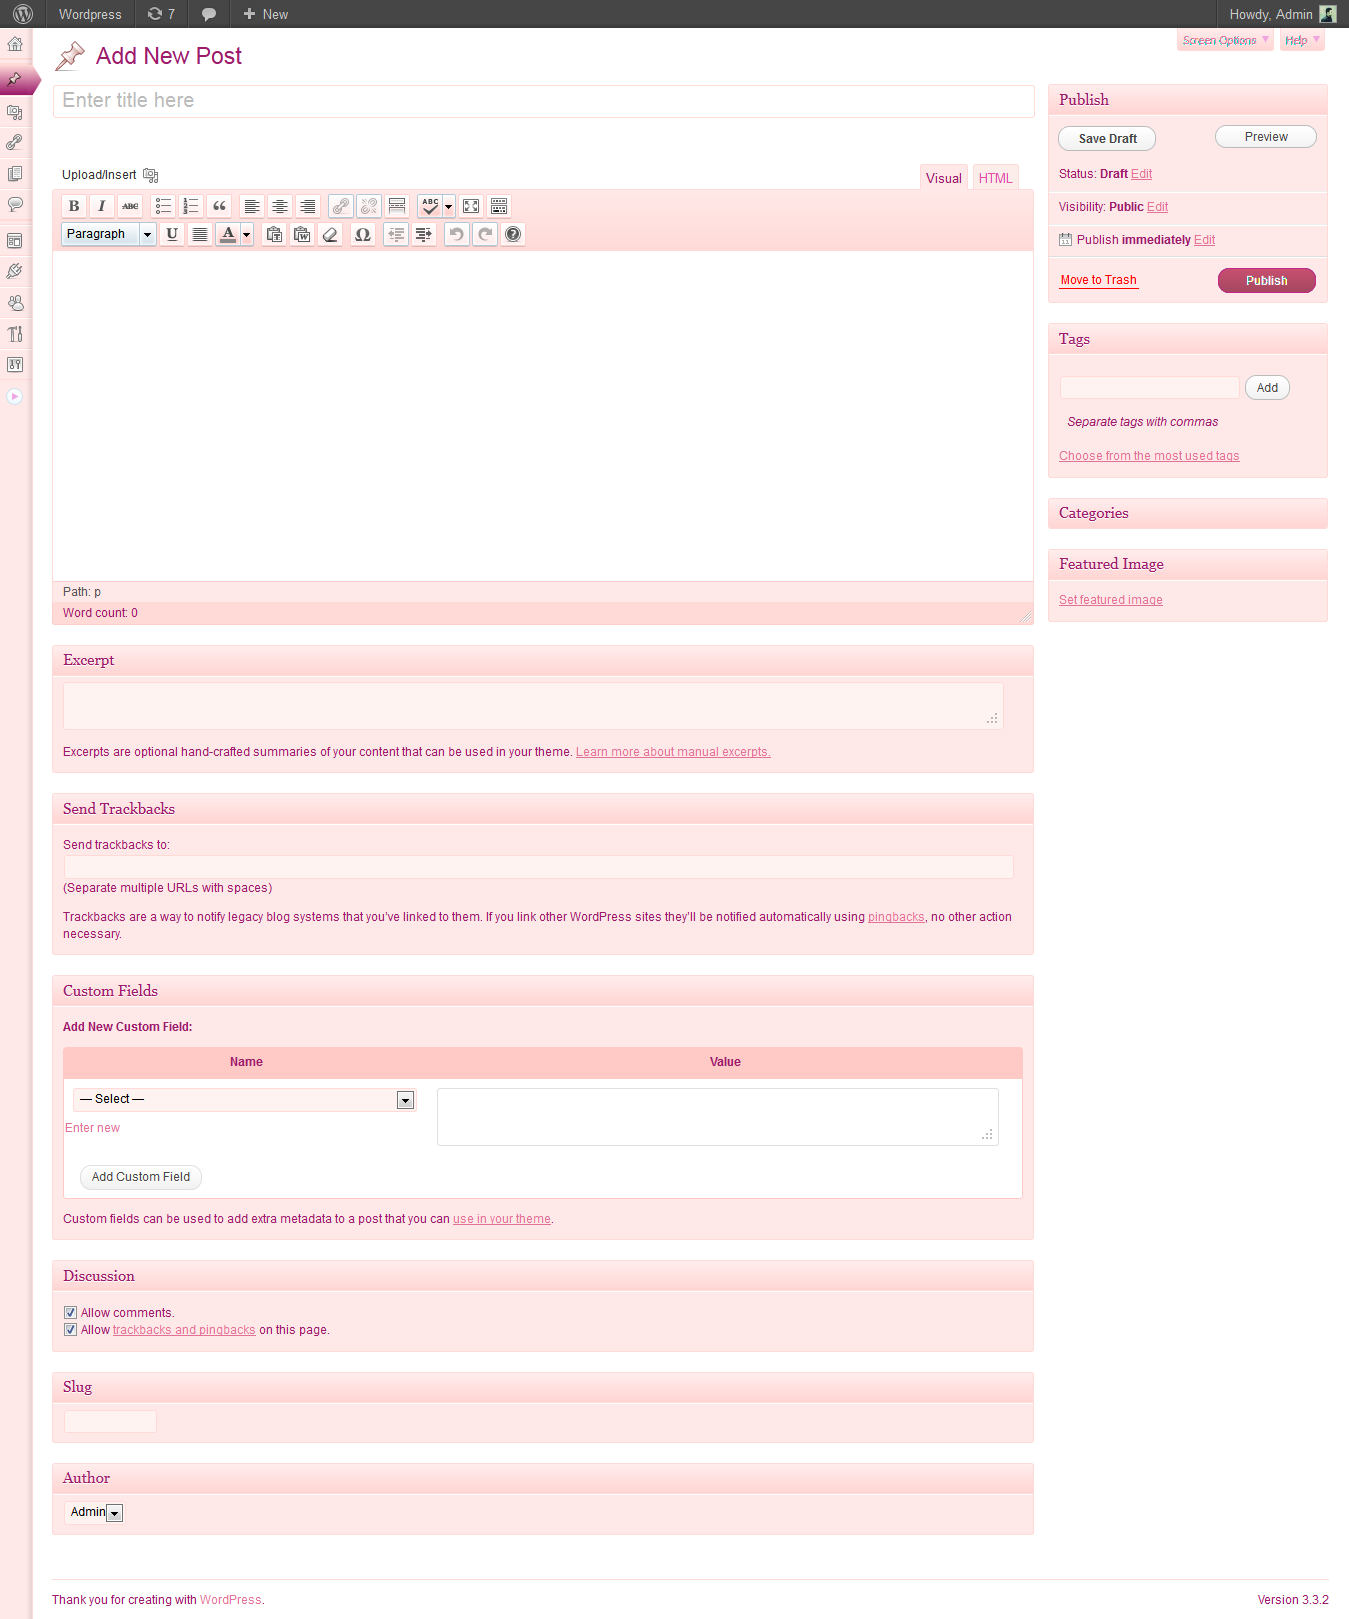 Wordpress 7 New Howdy, Admin
Screen Options Help
Add New Post
Enter title here
Upload/Insert Visual HTML
B I ABC ABC
Paragraph U A Ω
Path: p
Word count: 0
Publish
Save Draft Preview
Status: Draft Edit
Visibility: Public Edit
Publish immediately Edit
Move to Trash Publish
Tags
Add
Separate tags with commas
Choose from the most used tags
Categories
Featured Image
Set featured image
Excerpt
Excerpts are optional hand-crafted summaries of your content that can be used in your theme. Learn more about manual excerpts.
Send Trackbacks
Send trackbacks to:
(Separate multiple URLs with spaces)
Trackbacks are a way to notify legacy blog systems that you’ve linked to them. If you link other WordPress sites they’ll be notified automatically using pingbacks, no other action
necessary.
Custom Fields
Add New Custom Field:
Name Value
— Select —
Enter new
Add Custom Field
Custom fields can be used to add extra metadata to a post that you can use in your theme.
Discussion
Allow comments.
Allow trackbacks and pingbacks on this page.
Slug
Author
Admin
Thank you for creating with WordPress. Version 3.3.2